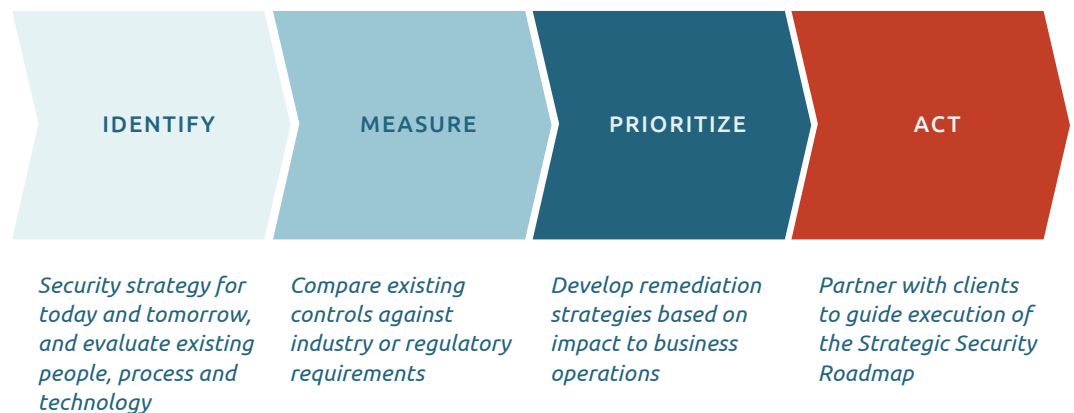 IDENTIFY
MEASURE
PRIORITIZE
ACT
Security strategy for
today and tomorrow,
and evaluate existing
people, process and
technology
Compare existing
controls against
industry or regulatory
requirements
Develop remediation
strategies based on
impact to business
operations
Partner with clients
to guide execution of
the Strategic Security
Roadmap